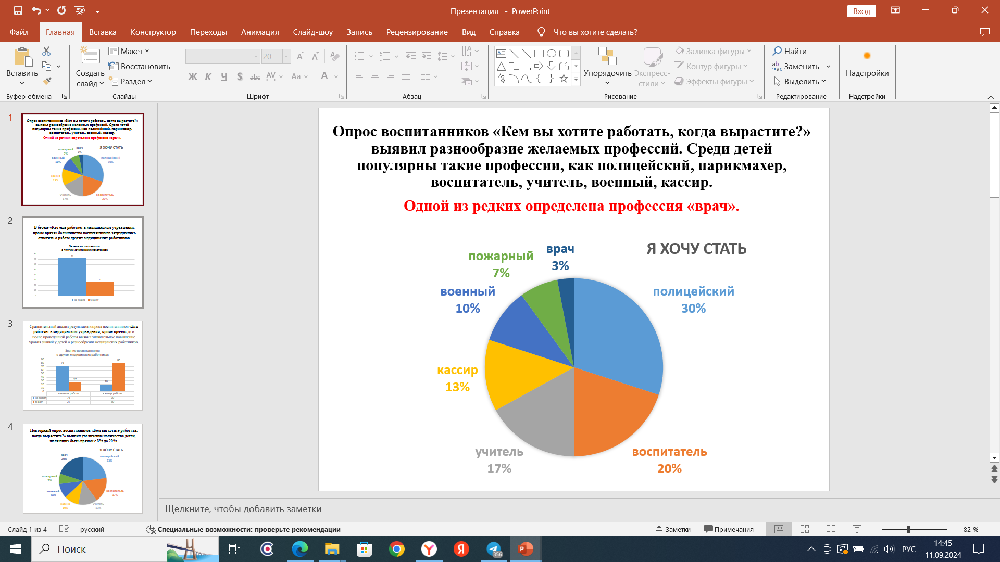 Презентация - PowerPoint
Вход
Файл
Главная
Вставка
Конструктор
Переходы
Анимация
Слайд-шоу
Запись
Рецензирование
Вид
Справка
Что вы хотите сделать?
Вставить
Буфер обмена
Создать
слайд
Макет
Восстановить
Раздел
Слайды
20
Ж К Ч S abc AV Aa A
Шрифт
Абзац
Упорядочить
Экспресс-
стили
Заливка фигуры
Контур фигуры
Эффекты фигуры
Рисование
Найти
Заменить
Выделить
Редактирование
Надстройки
Надстройки
1
Опрос воспитанников «Кем вы хотите работать, когда вырастите?»
выявил разнообразие желаемых профессий. Среди детей
популярны такие профессии, как полицейский, парикмахер,
воспитатель, учитель, военный, кассир.
Одной из редких определена профессия «врач».
Я ХОЧУ СТАТЬ
врач
3%
пожарный
7%
военный
10%
полицейский
30%
кассир
13%
учитель
17%
воспитатель
20%
2
В беседе «Кто еще работает в медицинском учреждении,
кроме врача» большинство воспитанников затруднились
ответить о работе других медицинских работников.
Знание воспитанников
о других медицинских работниках
3
Сравнительный анализ результатов опроса воспитанников «Кто
работает в медицинском учреждении, кроме врача» до и
после проведенной работы выявил значительное повышение
уровня знаний у детей о разнообразии медицинских работников.
Знание воспитанников
о других медицинских работниках
90
80
70
60
50
40
30
20
10
0
73
27
20
80
в начале работы
в конце работы
не знают 73 20
знают 27 80
4
Повторный опрос воспитанников «Кем вы хотите работать,
когда вырастите?» выявил увеличение количества детей,
желающих быть врачом с 3% до 20%.
Я ХОЧУ СТАТЬ
врач
20%
полицейский
23%
пожарный
7%
военный
10%
воспитатель
17%
кассир
10%
учитель
13%
Опрос воспитанников «Кем вы хотите работать, когда вырастите?»
выявил разнообразие желаемых профессий. Среди детей
популярны такие профессии, как полицейский, парикмахер,
воспитатель, учитель, военный, кассир.
Одной из редких определена профессия «врач».
Я ХОЧУ СТАТЬ
врач
3%
пожарный
7%
военный
10%
полицейский
30%
кассир
13%
учитель
17%
воспитатель
20%
Щелкните, чтобы добавить заметки
Слайд 1 из 4
русский
Специальные возможности: проверьте рекомендации
Заметки
Примечания
82 %
Поиск
356
РУС
14:45
11.09.2024